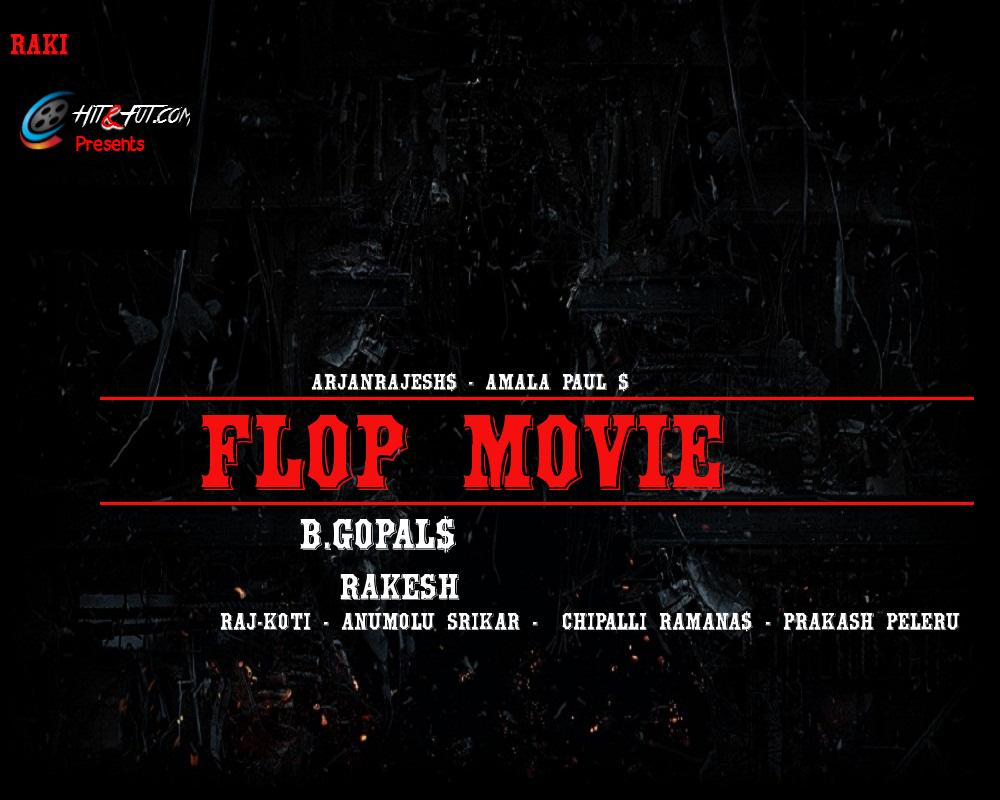 RAKI
HIT&FUT.COM
Presents
ARJANRAJESH$ - AMALA PAUL $
FLOP MOVIE
B.GOPAL$
RAKESH
RAJ-KOTI - ANUMOLU SRIKAR - CHIPALLI RAMANA$ - PRAKASH PELERU